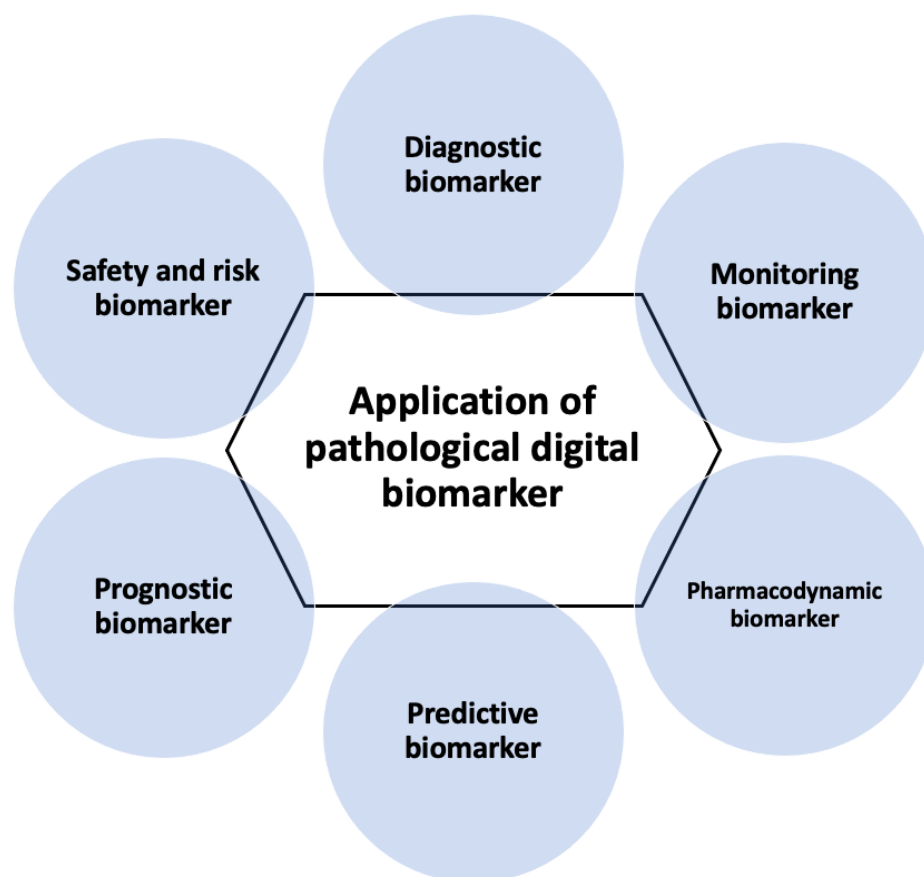 Diagnostic
biomarker
Safety and risk
biomarker
Monitoring
biomarker
Application of
pathological digital
biomarker
Prognostic
biomarker
Pharmacodynamic
biomarker
Predictive
biomarker